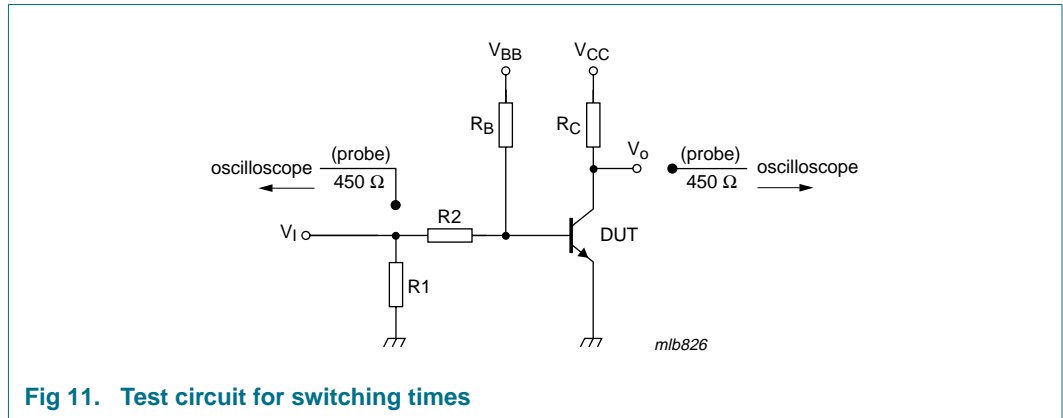 VBB
VCC
RB
RC
Vo
(probe)
oscilloscope
450 Ω
(probe)
oscilloscope
450 Ω
R2
VI
DUT
R1
mlb826
Fig 11. Test circuit for switching times